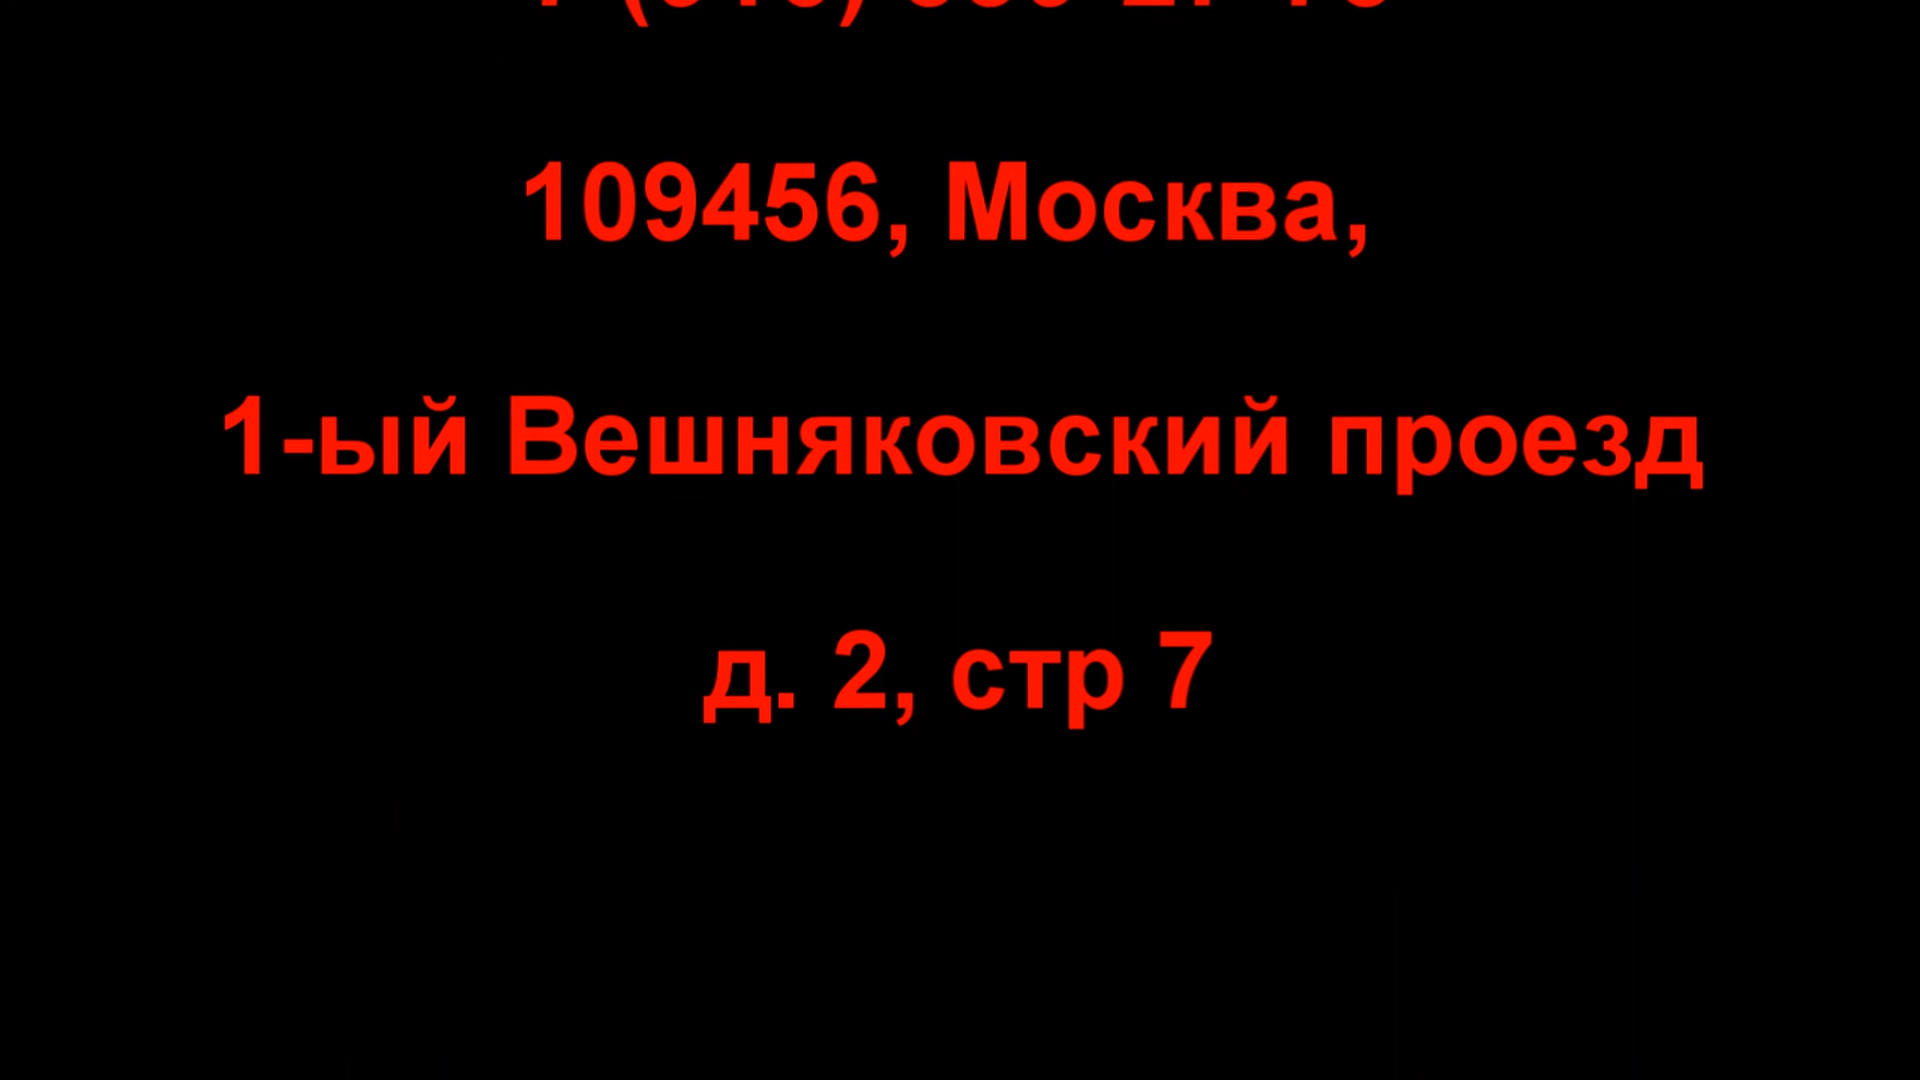 109456, Москва,
1-ый Вешняковский проезд
д. 2, стр 7